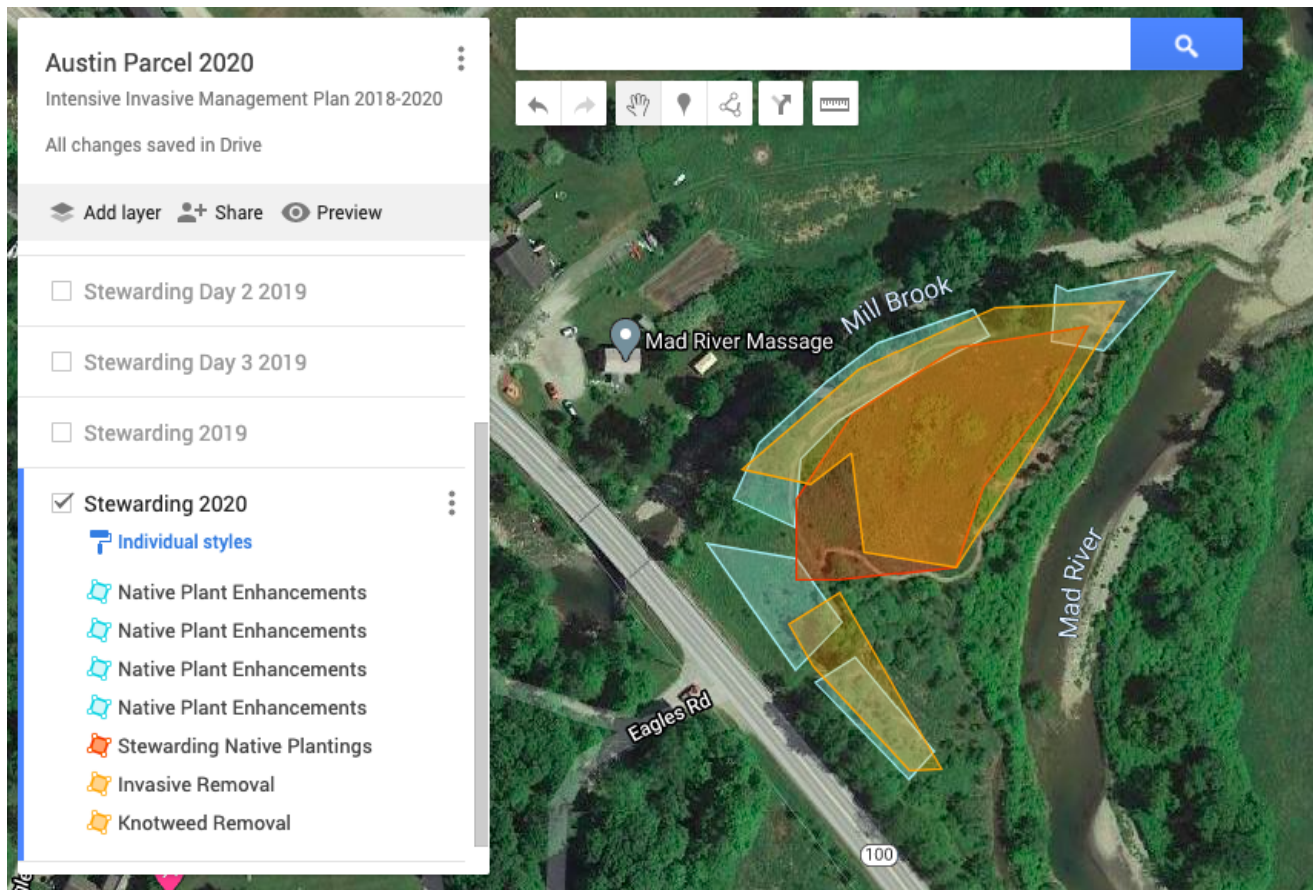 Austin Parcel 2020
Intensive Invasive Management Plan 2018-2020
All changes saved in Drive
Add layer Share Preview
Stewarding Day 2 2019
Stewarding Day 3 2019
Stewarding 2019
Stewarding 2020
Individual styles
Native Plant Enhancements
Native Plant Enhancements
Native Plant Enhancements
Native Plant Enhancements
Stewarding Native Plantings
Invasive Removal
Knotweed Removal
Mill Brook
Mad River Massage
Mad River
Eagles Rd
100